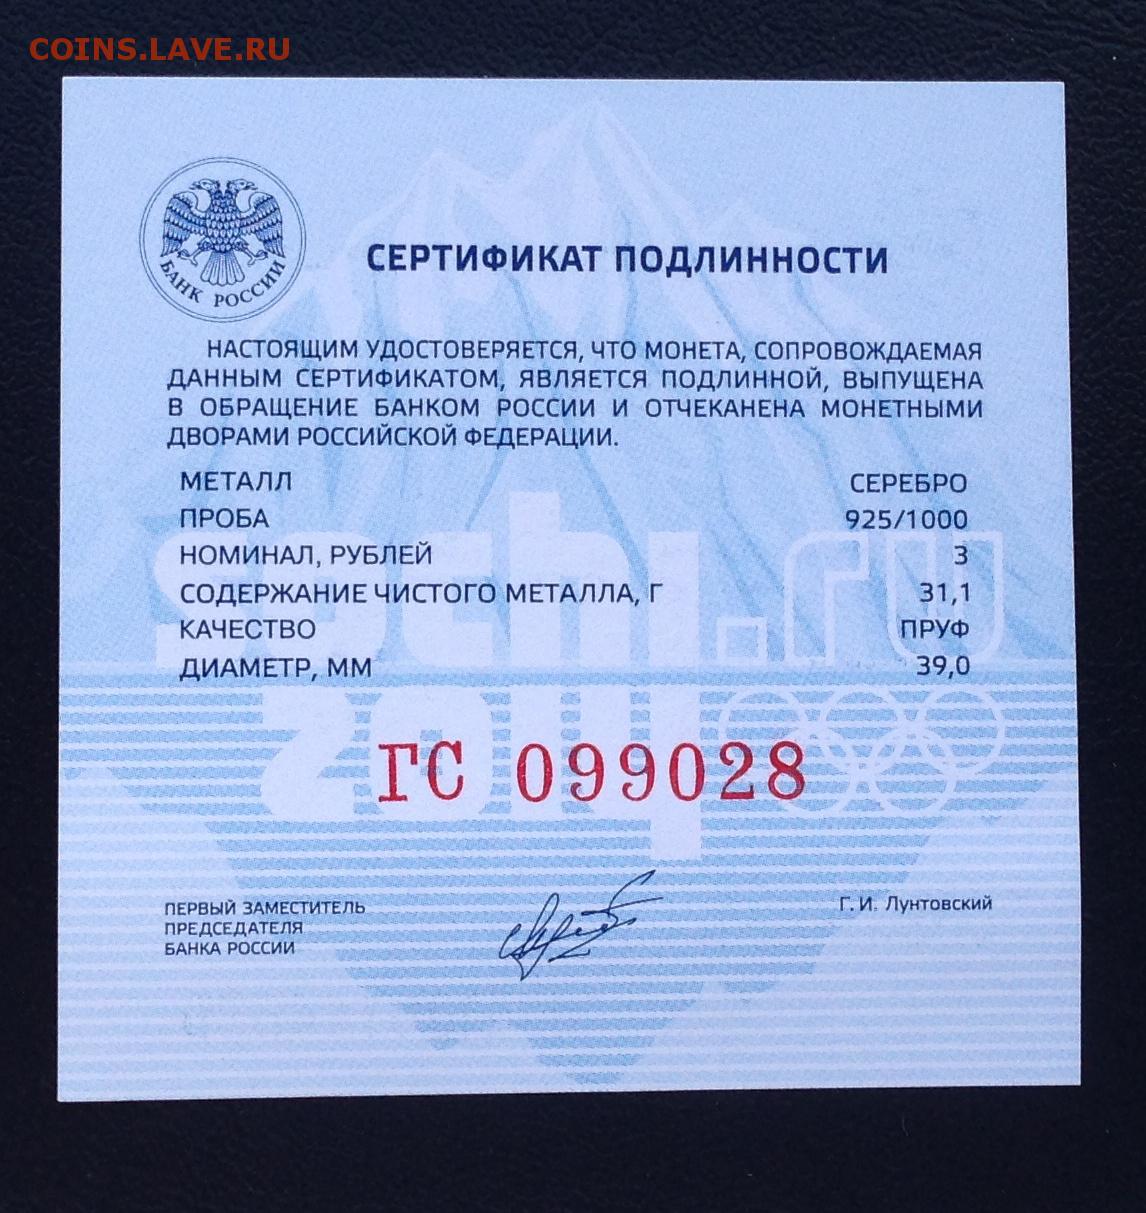 COINS.LAVE.RU
БАНК РОССИИ
СЕРТИФИКАТ ПОДЛИННОСТИ
НАСТОЯЩИМ УДОСТОВЕРЯЕТСЯ, ЧТО МОНЕТА, СОПРОВОЖДАЕМАЯ
ДАННЫМ СЕРТИФИКАТОМ, ЯВЛЯЕТСЯ ПОДЛИННОЙ, ВЫПУЩЕНА
В ОБРАЩЕНИЕ БАНКОМ РОССИИ И ОТЧЕКАНЕНА МОНЕТНЫМИ
ДВОРАМИ РОССИЙСКОЙ ФЕДЕРАЦИИ.
МЕТАЛЛ СЕРЕБРО
ПРОБА 925/1000
НОМИНАЛ, РУБЛЕЙ 3
СОДЕРЖАНИЕ ЧИСТОГО МЕТАЛЛА, Г 31,1
КАЧЕСТВО ПРУФ
ДИАМЕТР, ММ 39,0
sochi.ru
2014
ГС 099028
ПЕРВЫЙ ЗАМЕСТИТЕЛЬ
ПРЕДСЕДАТЕЛЯ
БАНКА РОССИИ
Г. И. Лунтовский